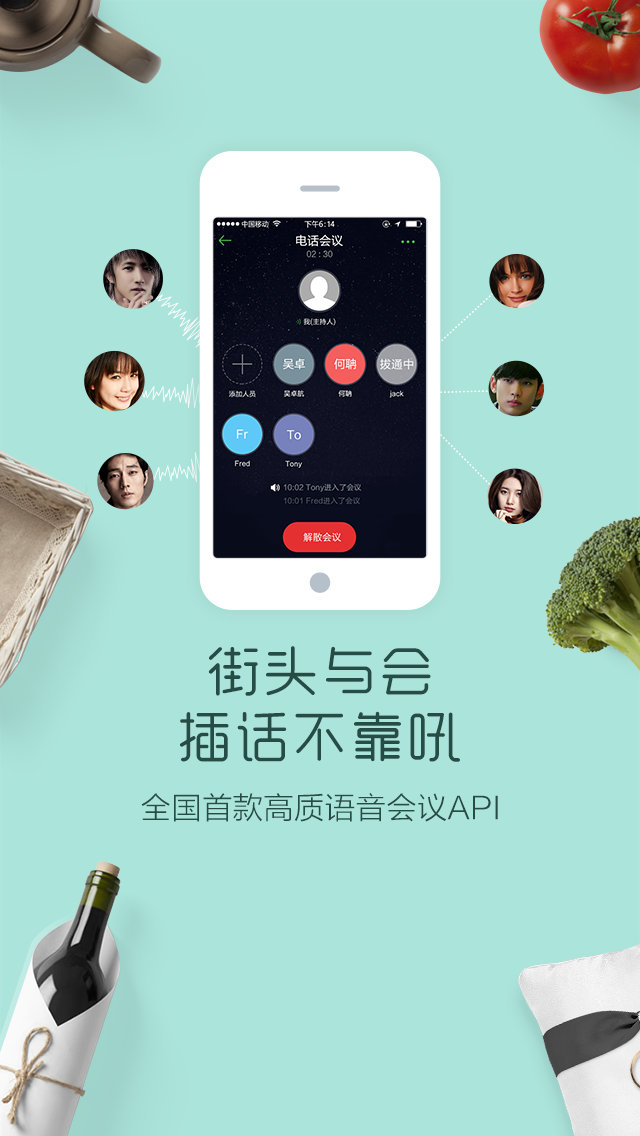 中国移动 下午6:14
电话会议
02 : 30
我(主持人)
吴卓 何聃 拔通中
添加人员 吴卓航 何聃 jack
Fr To
Fred Tony
10:02 Tony进入了会议
10:01 Fred进入了会议
解散会议
街头与会
插话不靠吼
全国首款高质语音会议API